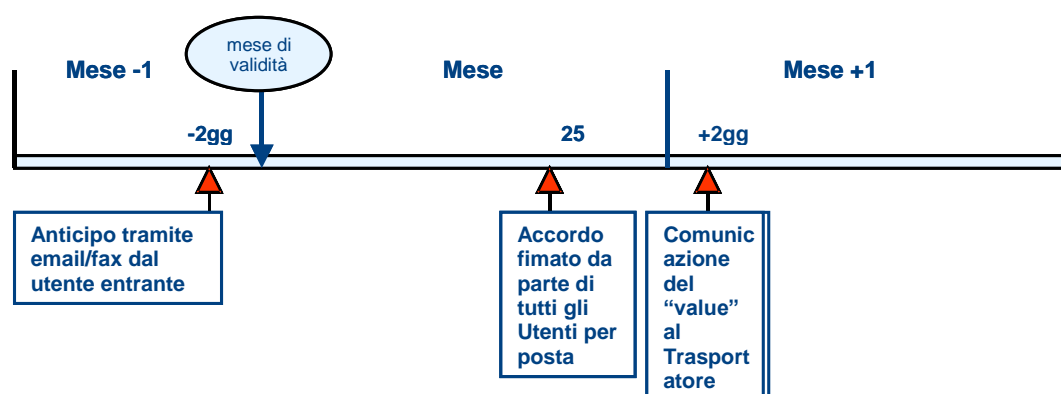 mese di
validità
Mese -1
Mese
Mese +1
-2gg
25
+2gg
Anticipo tramite
email/fax dal
utente entrante
Accordo
fimato da
parte di
tutti gli
Utenti per
posta
Comunic
azione
del
“value”
al
Trasport
atore